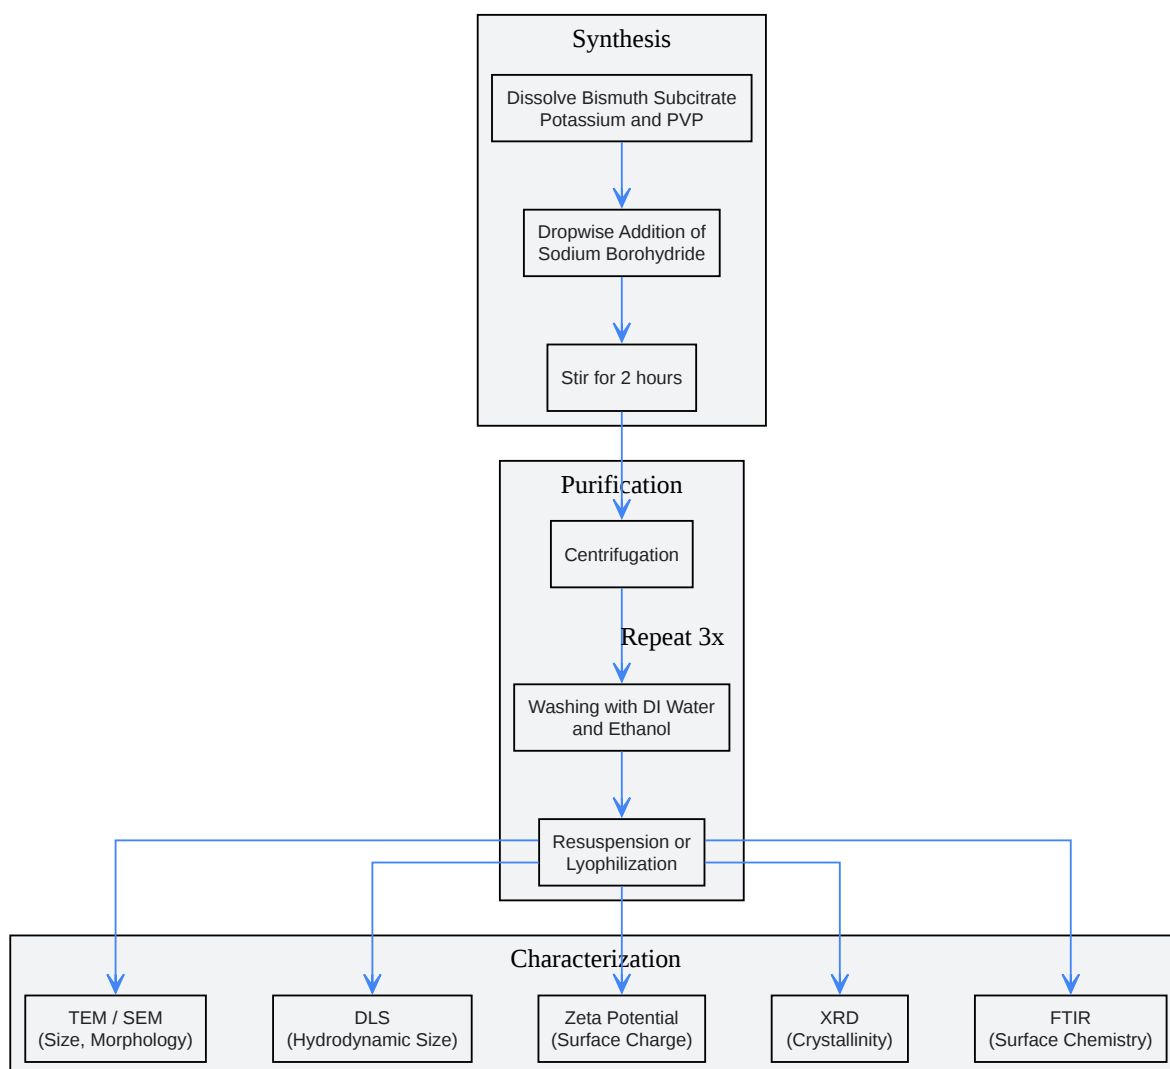 Synthesis
Dissolve Bismuth Subcitrate
Potassium and PVP
Dropwise Addition of
Sodium Borohydride
Stir for 2 hours
Purification
Centrifugation
Repeat 3x
Washing with DI Water
and Ethanol
Resuspension or
Lyophilization
Characterization
TEM / SEM
(Size, Morphology)
DLS
(Hydrodynamic Size)
Zeta Potential
(Surface Charge)
XRD
(Crystallinity)
FTIR
(Surface Chemistry)